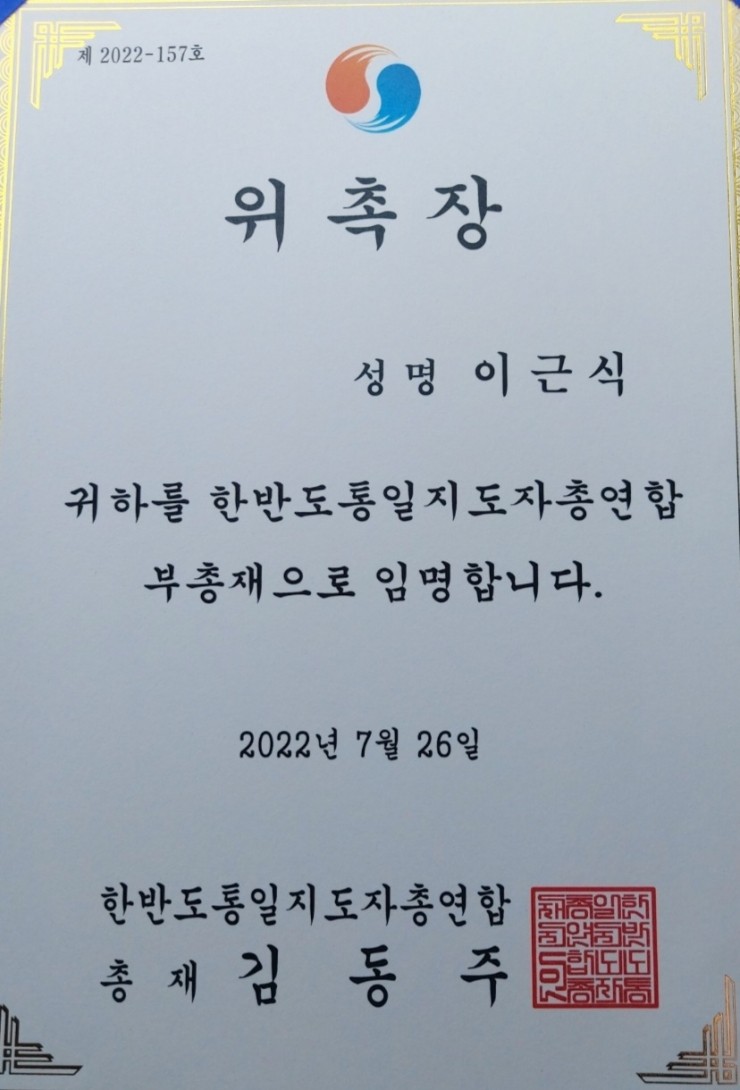 제 2022-157호
위촉장
성명 이근식
귀하를 한반도통일지도자총연합
부총재으로 임명합니다.
2022년 7월 26일
한반도통일지도자총연합
총재 김동주